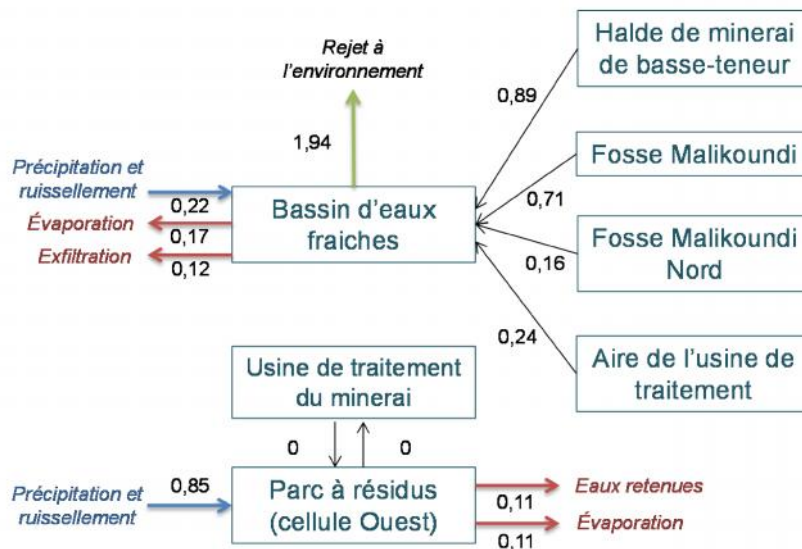 Rejet à
l'environnement
1,94
Halde de minerai
de basse-teneur
0,89
Fosse Malikoundi
0,71
Fosse Malikoundi
Nord
0,16
Aire de l'usine de
traitement
0,24
Précipitation et
ruissellement
0,22
Évaporation
0,17
Exfiltration
0,12
Bassin d'eaux
fraiches
Usine de traitement
du minerai
0
0
Précipitation et
ruissellement
0,85
Parc à résidus
(cellule Ouest)
Eaux retenues
0,11
Évaporation
0,11